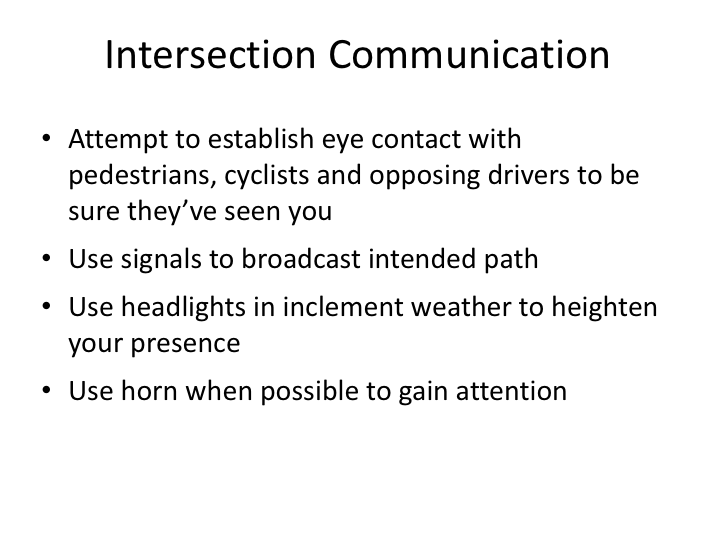 Intersection Communication
• Attempt to establish eye contact with
pedestrians, cyclists and opposing drivers to be
sure they’ve seen you
• Use signals to broadcast intended path
• Use headlights in inclement weather to heighten
your presence
• Use horn when possible to gain attention